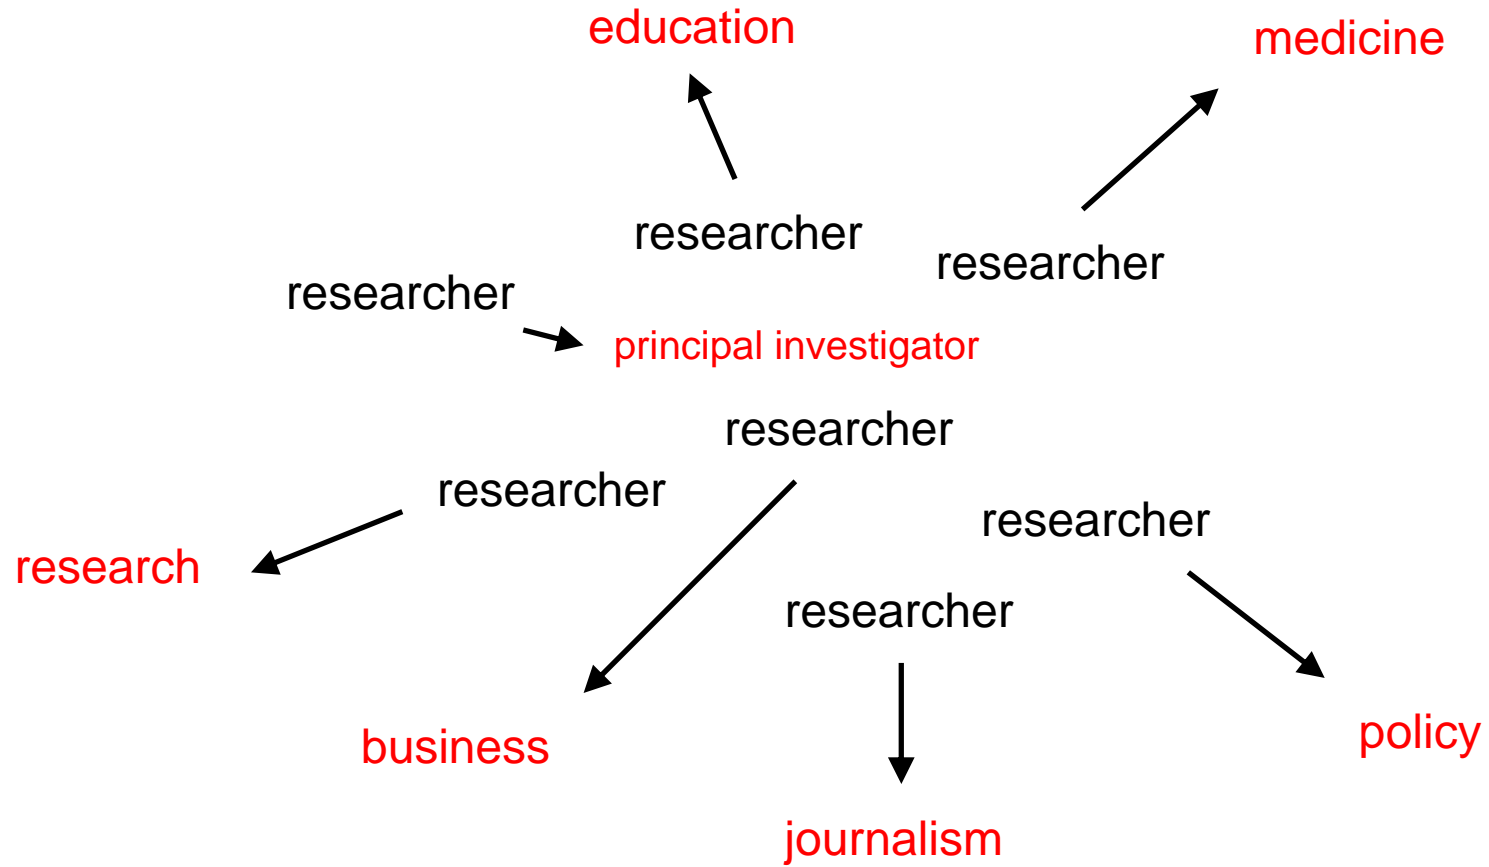 education
medicine
researcher
researcher
researcher
principal investigator
researcher
researcher
researcher
research
researcher
business
policy
journalism